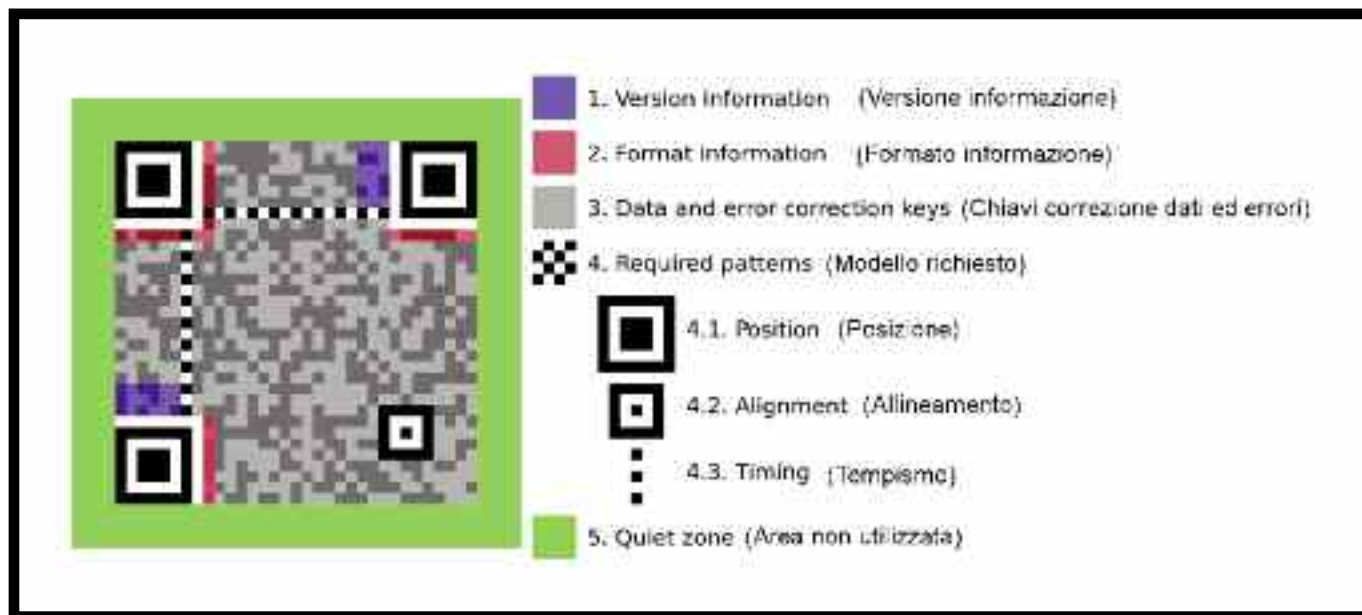 1. Version information (Versione informazione)
2. Format information (Formato informazione)
3. Data and error correction keys (Chiavi correzione dati ed errori)
4. Required patterns (Modello richiesto)
4.1. Position (Posizione)
4.2. Alignment (Allineamento)
4.3. Timing (Tempismo)
5. Quiet zone (Area non utilizzata)